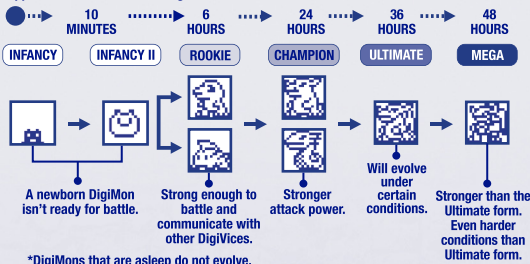 10 MINUTES
6 HOURS
24 HOURS
36 HOURS
48 HOURS
INFANCY
INFANCY II
ROOKIE
CHAMPION
ULTIMATE
MEGA
A newborn DigiMon
isn't ready for battle.
Strong enough to
battle and
communicate with
other DigiVices.
Stronger
attack power.
Will evolve
under
certain
conditions.
Stronger than the
Ultimate form.
Even harder
conditions than
Ultimate form.
*DigiMons that are asleep do not evolve.